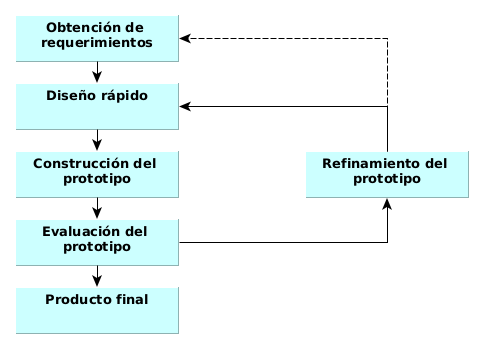 Obtención de
requerimientos
Diseño rápido
Construcción del
prototipo
Refinamiento del
prototipo
Evaluación del
prototipo
Producto final